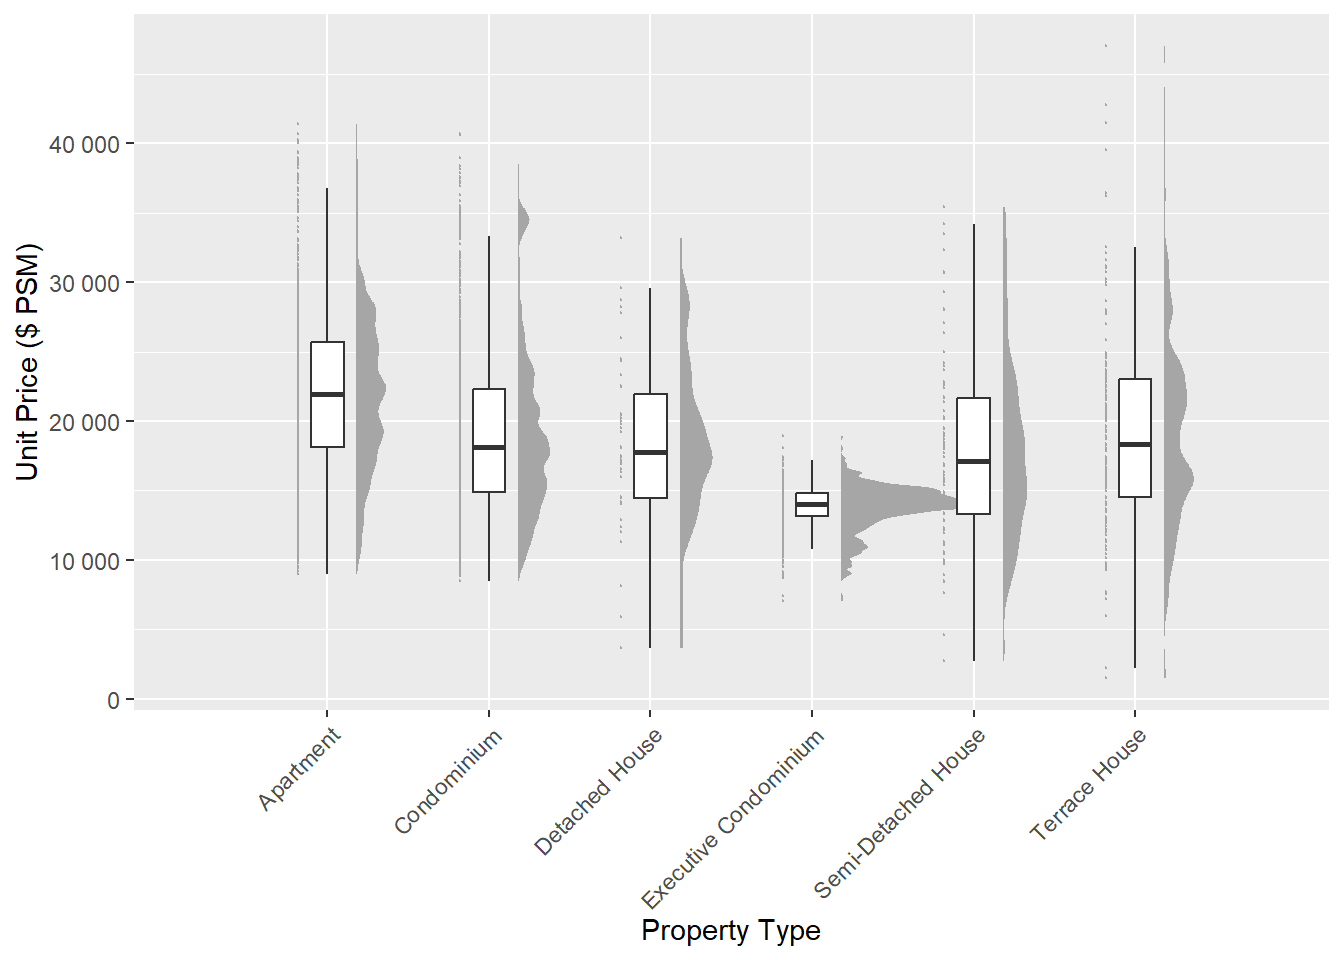 Unit Price ($ PSM)
40 000
30 000
20 000
10 000
0
Apartment
Condominium
Detached House
Executive Condominium
Semi-Detached House
Terrace House
Property Type